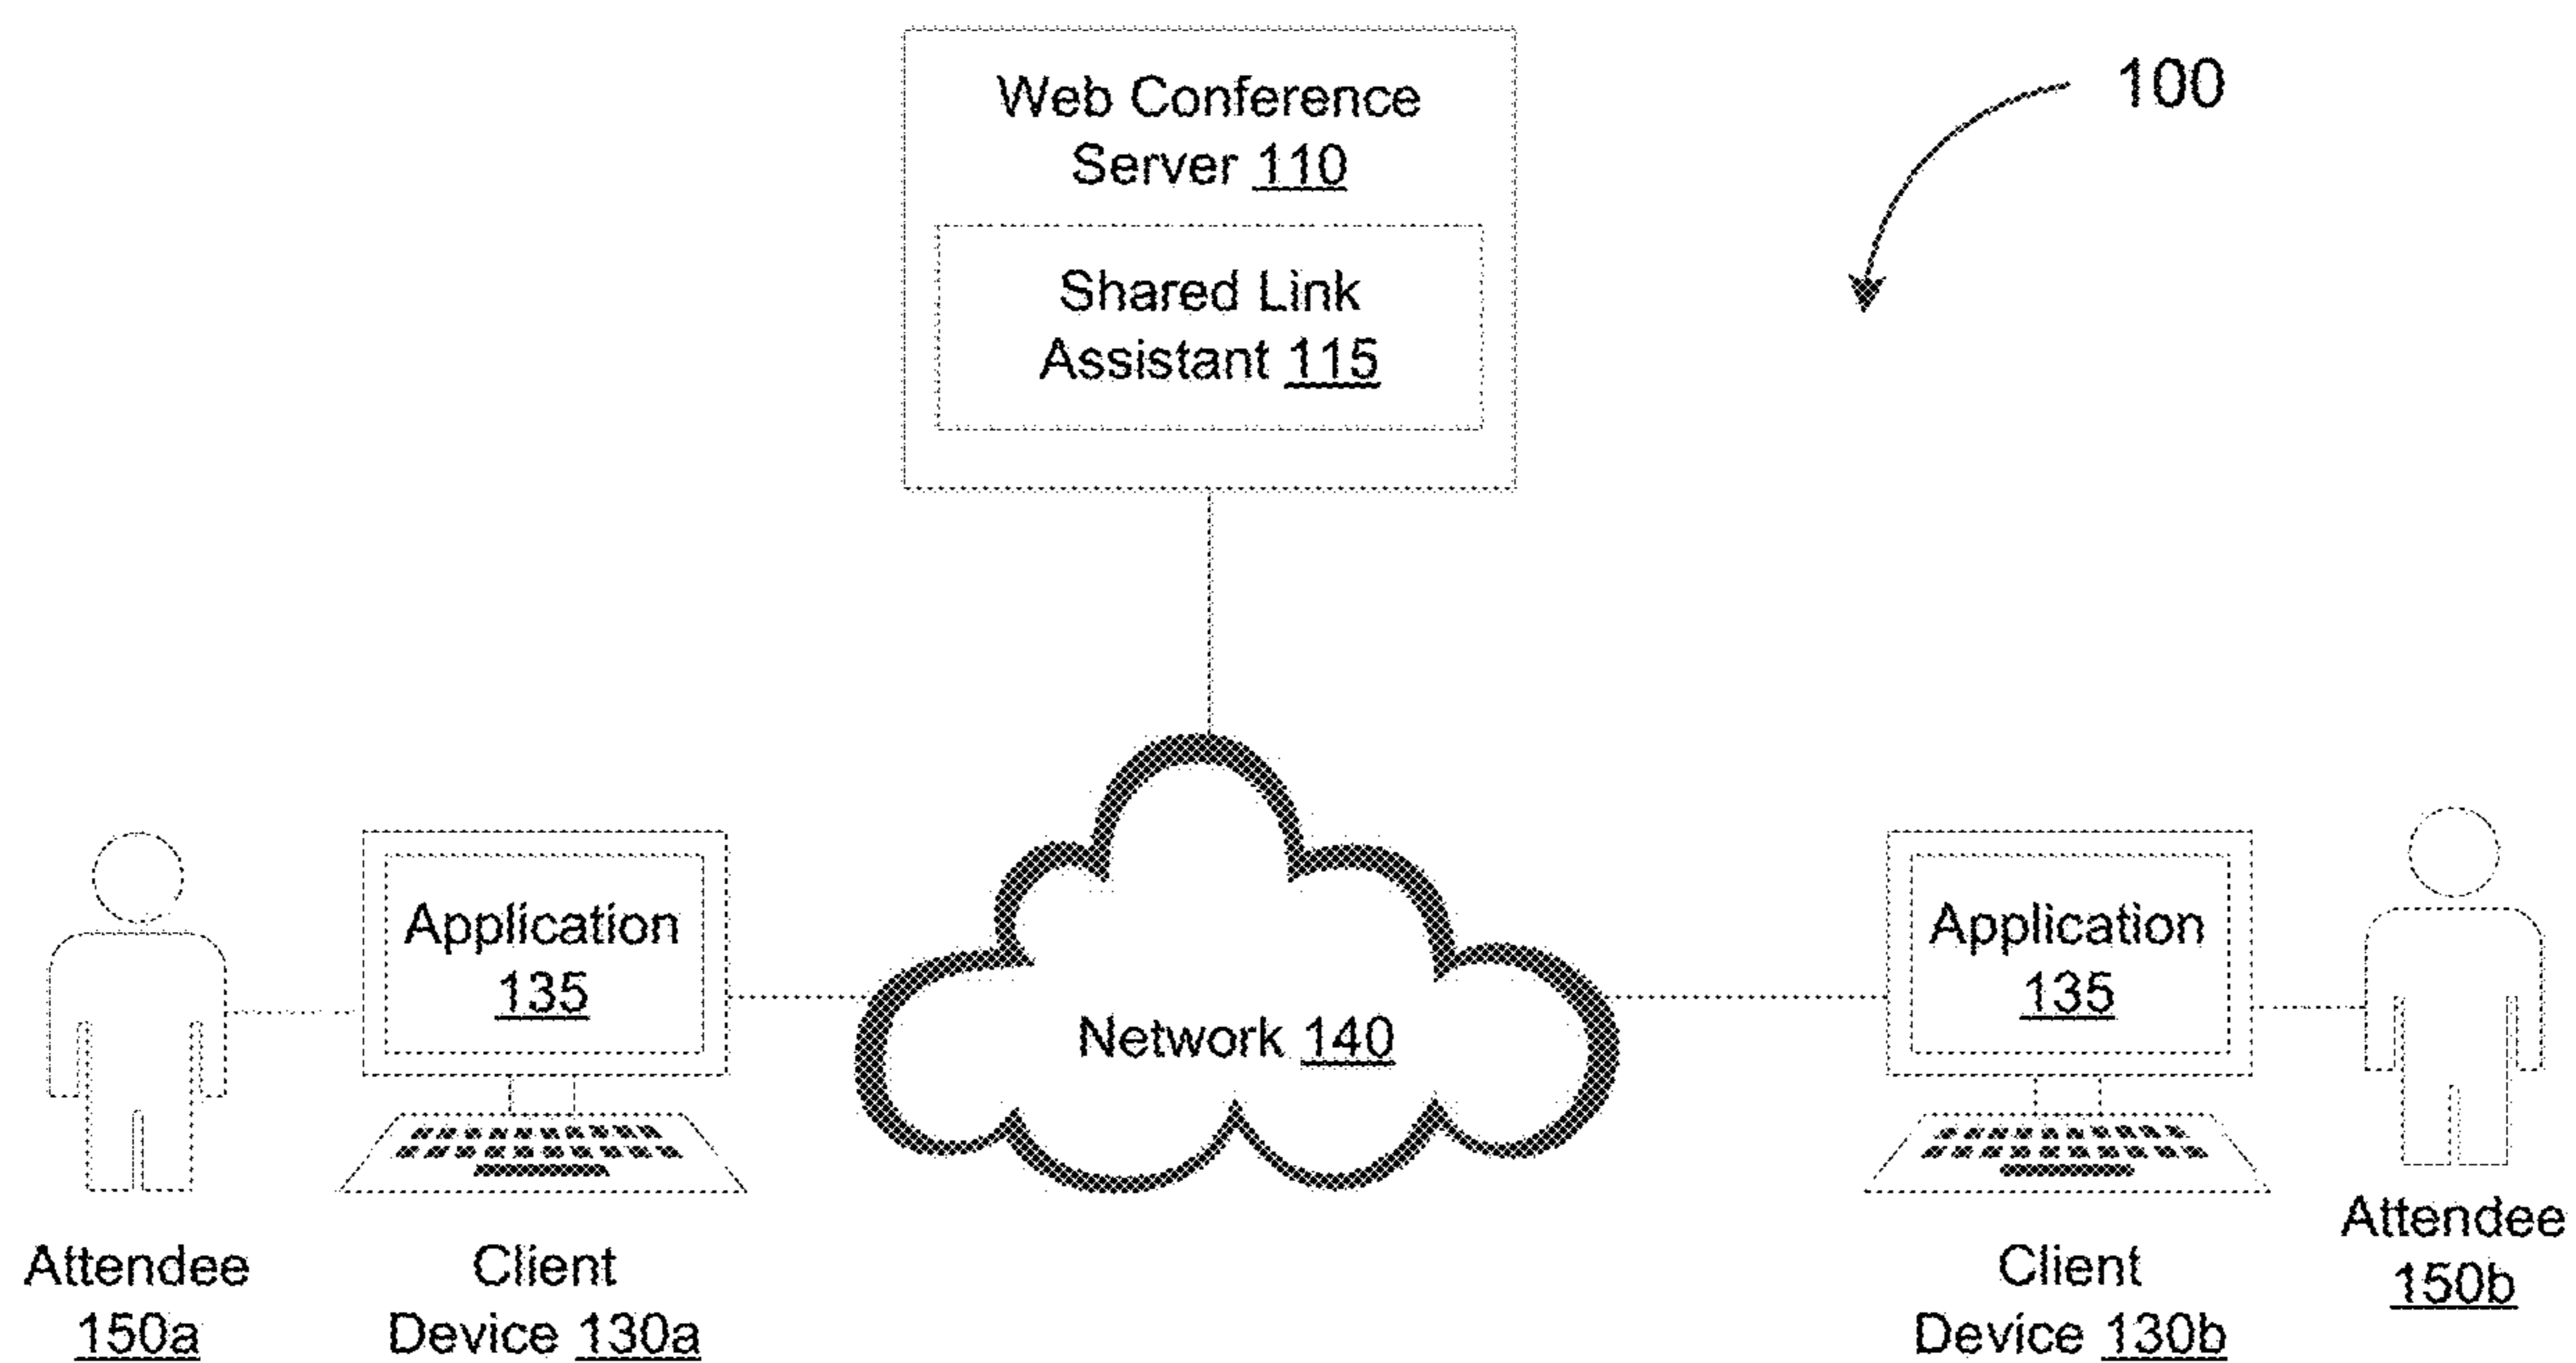 Web Conference
Server 110
100
Shared Link
Assistant 115
Application
135
Network 140
Application
135
Attendee
150a
Client
Device 130a
Client
Device 130b
Attendee
150b